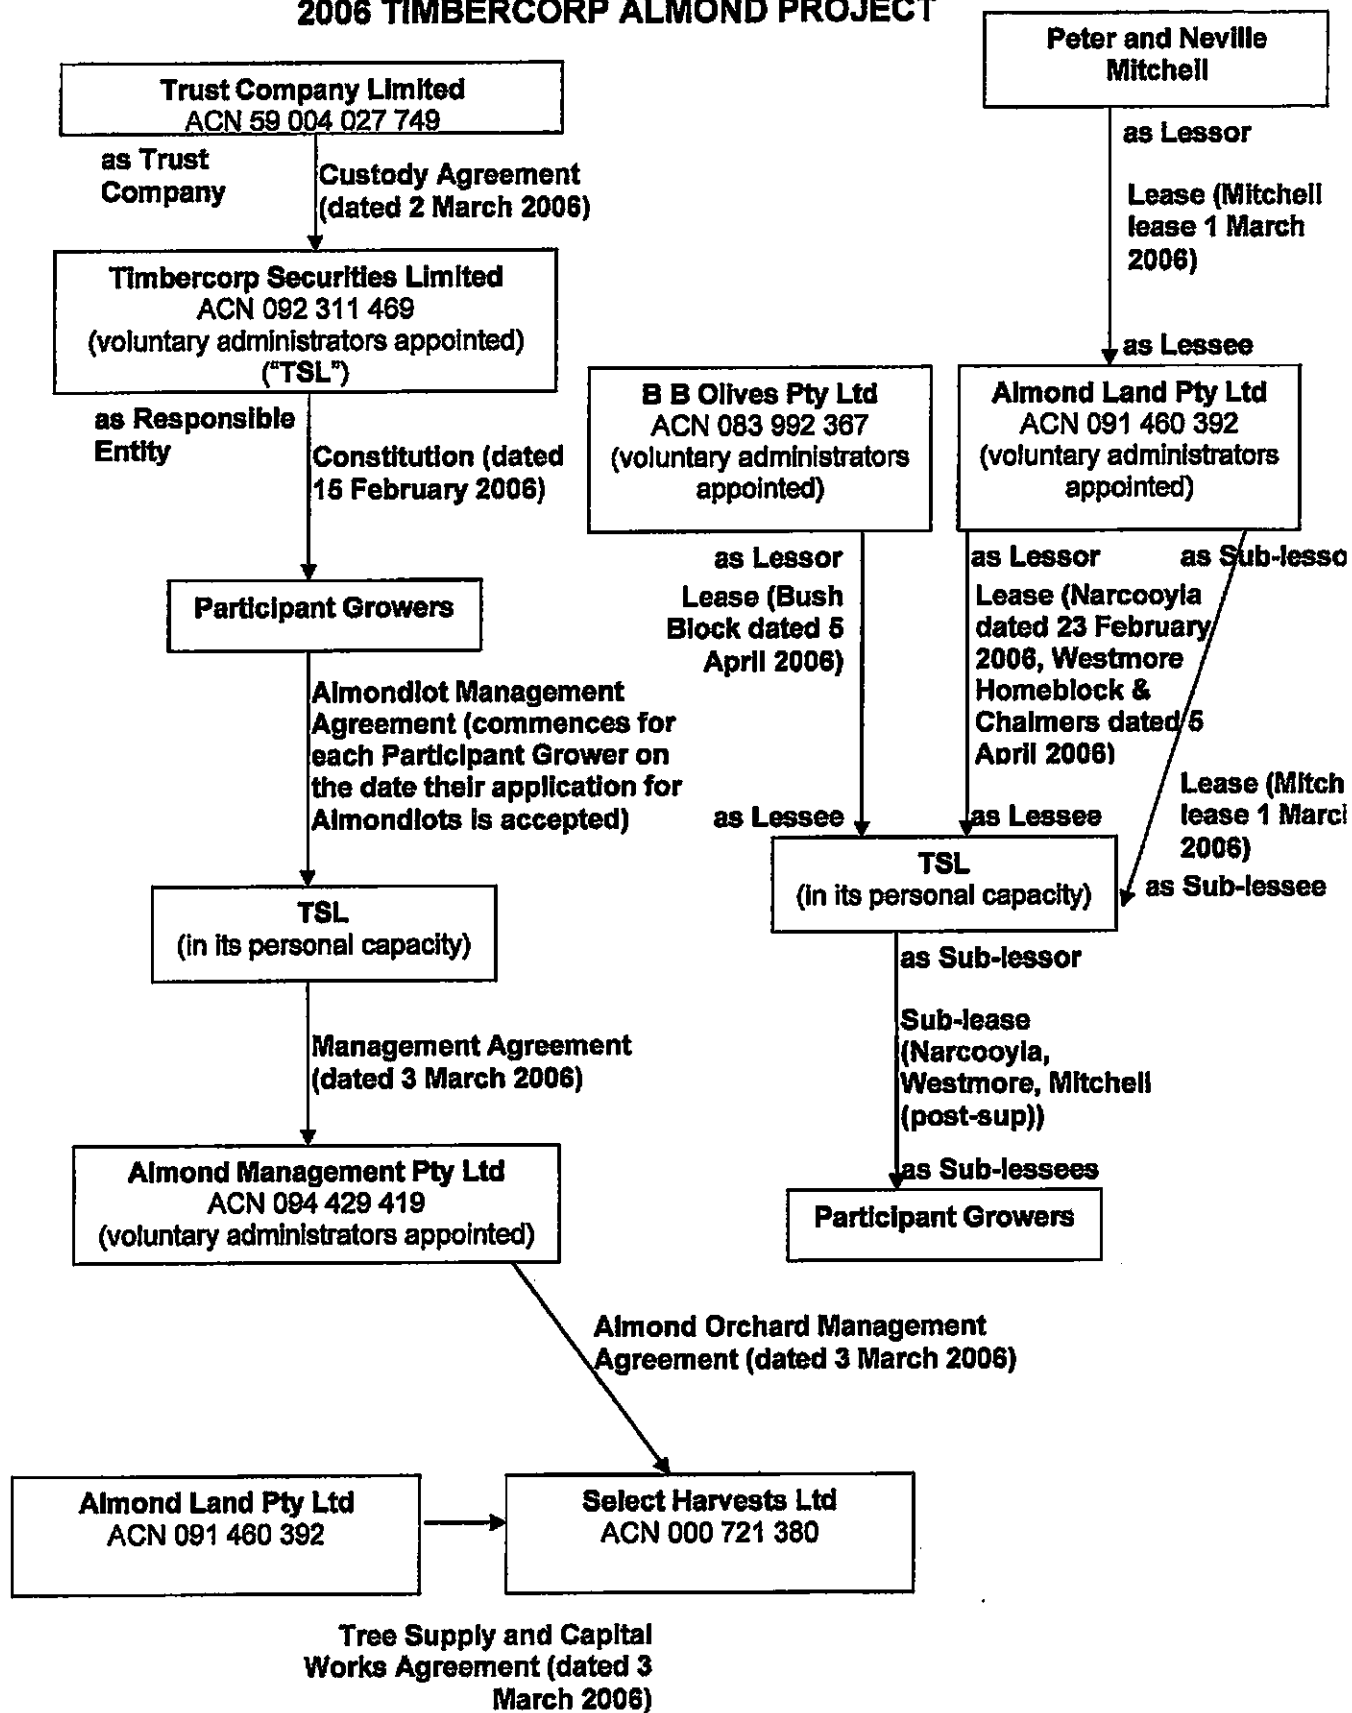 2006 TIMBERCORP ALMOND PROJECT
Peter and Neville
Mitchell
Trust Company Limited
ACN 59 004 027 749
as Trust
Company
Custody Agreement
(dated 2 March 2006)
as Lessor
Lease (Mitchell
lease 1 March
2006)
as Lessee
Timbercorp Securities Limited
ACN 092 311 469
(voluntary administrators appointed)
("TSL")
as Responsible
Entity
Constitution (dated
15 February 2006)
B B Olives Pty Ltd
ACN 083 992 367
(voluntary administrators
appointed)
Almond Land Pty Ltd
ACN 091 460 392
(voluntary administrators
appointed)
as Lessor
Lease (Bush
Block dated 5
April 2006)
as Lessee
as Lessor
Lease (Narcooyla
dated 23 February
2006, Westmore
Homeblock &
Chalmers dated 5
April 2006)
as Lessee
as Sub-lesso
Lease (Mitch
lease 1 Marc
2006)
as Sub-lessee
Participant Growers
Almondlot Management
Agreement (commences for
each Participant Grower on
the date their application for
Almondlots is accepted)
TSL
(in its personal capacity)
TSL
(in its personal capacity)
as Sub-lessor
Sub-lease
(Narcooyla,
Westmore, Mitchell
(post-sup))
as Sub-lessees
Participant Growers
Management Agreement
(dated 3 March 2006)
Almond Management Pty Ltd
ACN 094 429 419
(voluntary administrators appointed)
Almond Orchard Management
Agreement (dated 3 March 2006)
Almond Land Pty Ltd
ACN 091 460 392
Select Harvests Ltd
ACN 000 721 380
Tree Supply and Capital
Works Agreement (dated 3
March 2006)